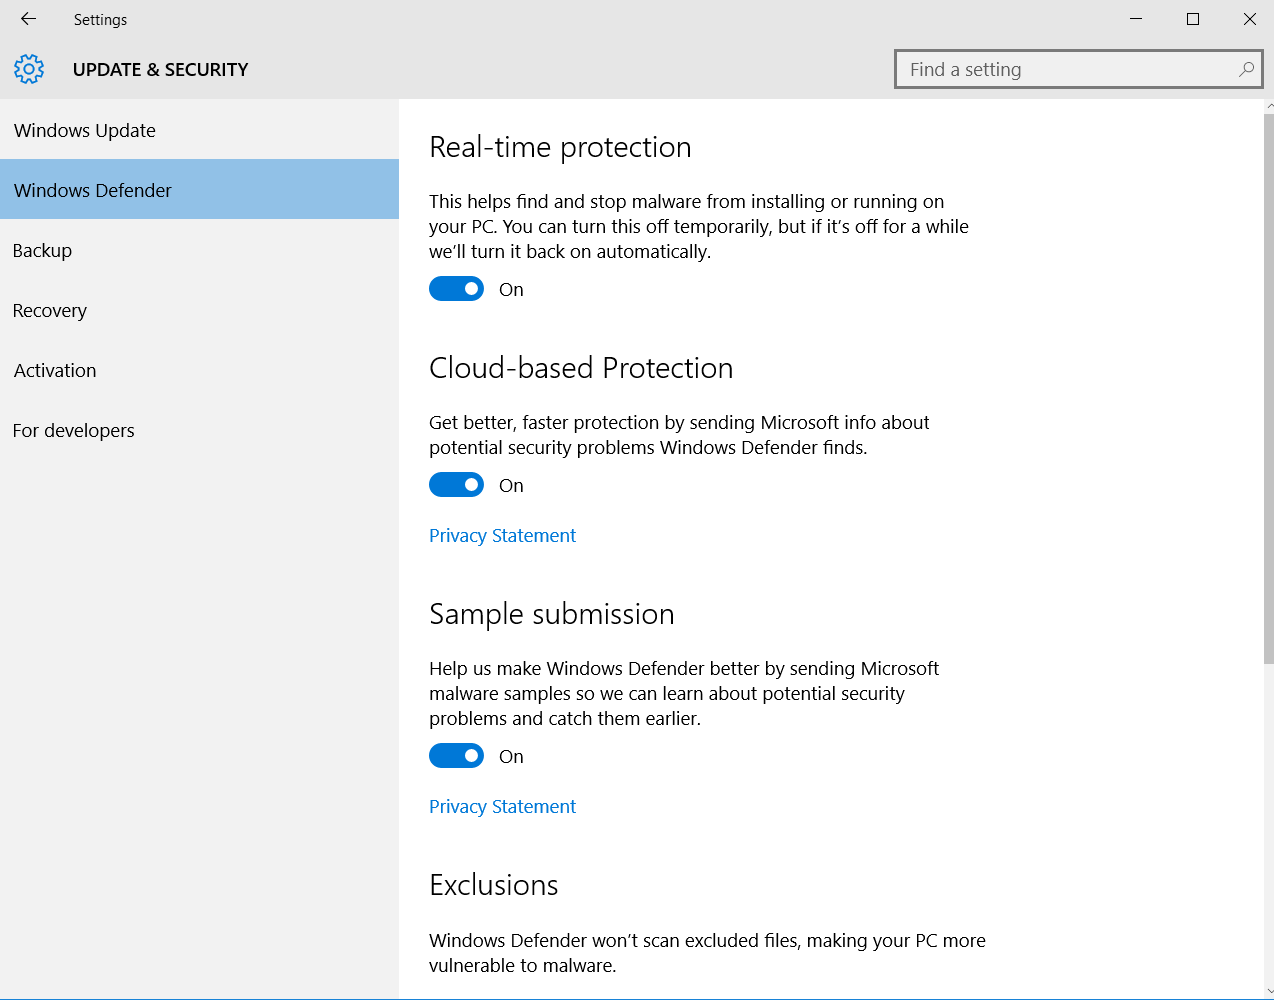 Settings
UPDATE & SECURITY
Find a setting
Windows Update
Windows Defender
Backup
Recovery
Activation
For developers
Real-time protection
This helps find and stop malware from installing or running on
your PC. You can turn this off temporarily, but if it’s off for a while
we’ll turn it back on automatically.
On
Cloud-based Protection
Get better, faster protection by sending Microsoft info about
potential security problems Windows Defender finds.
On
Privacy Statement
Sample submission
Help us make Windows Defender better by sending Microsoft
malware samples so we can learn about potential security
problems and catch them earlier.
On
Privacy Statement
Exclusions
Windows Defender won’t scan excluded files, making your PC more
vulnerable to malware.